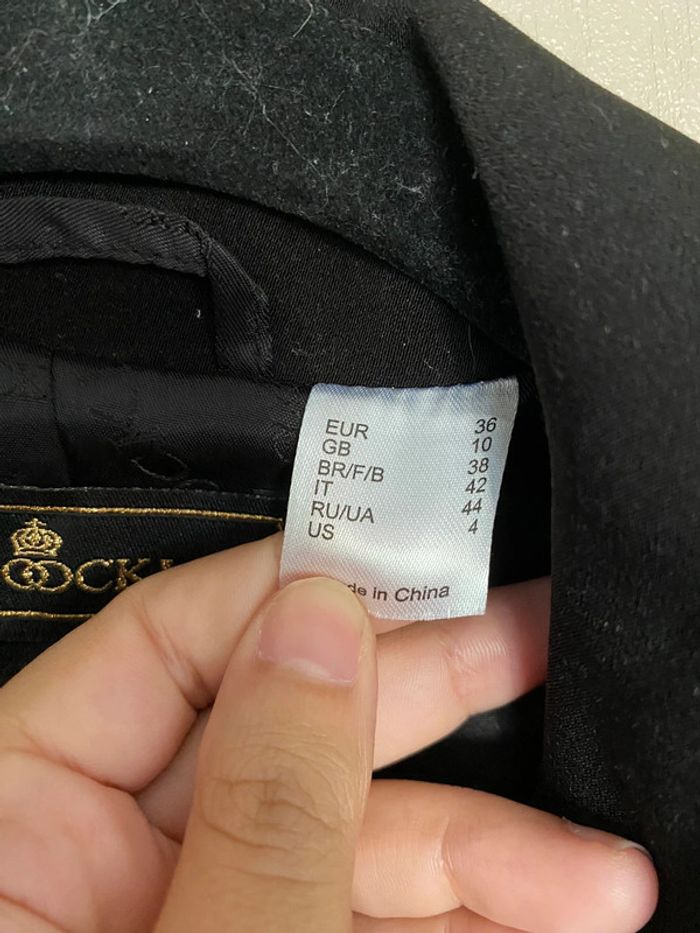 EUR 36
GB 10
BR/F/B 38
IT 42
RU/UA 44
US 4
in China